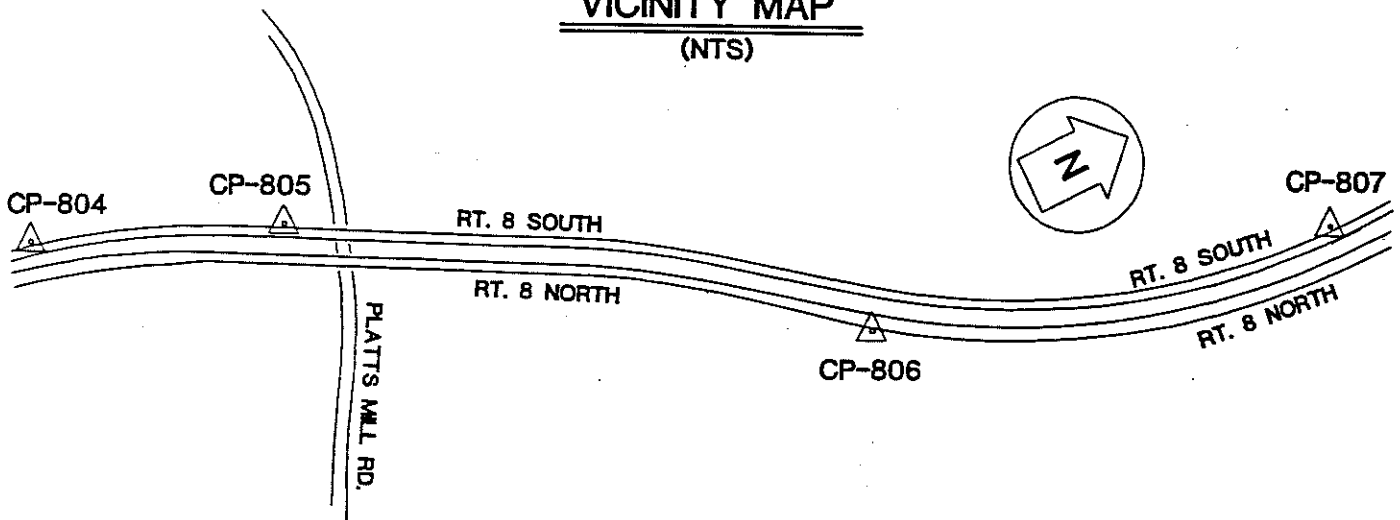 VICINITY MAP
(NTS)
CP-804
CP-805
RT. 8 SOUTH
RT. 8 NORTH
PLATTS MILL RD.
N
CP-806
CP-807
RT. 8 SOUTH
RT. 8 NORTH